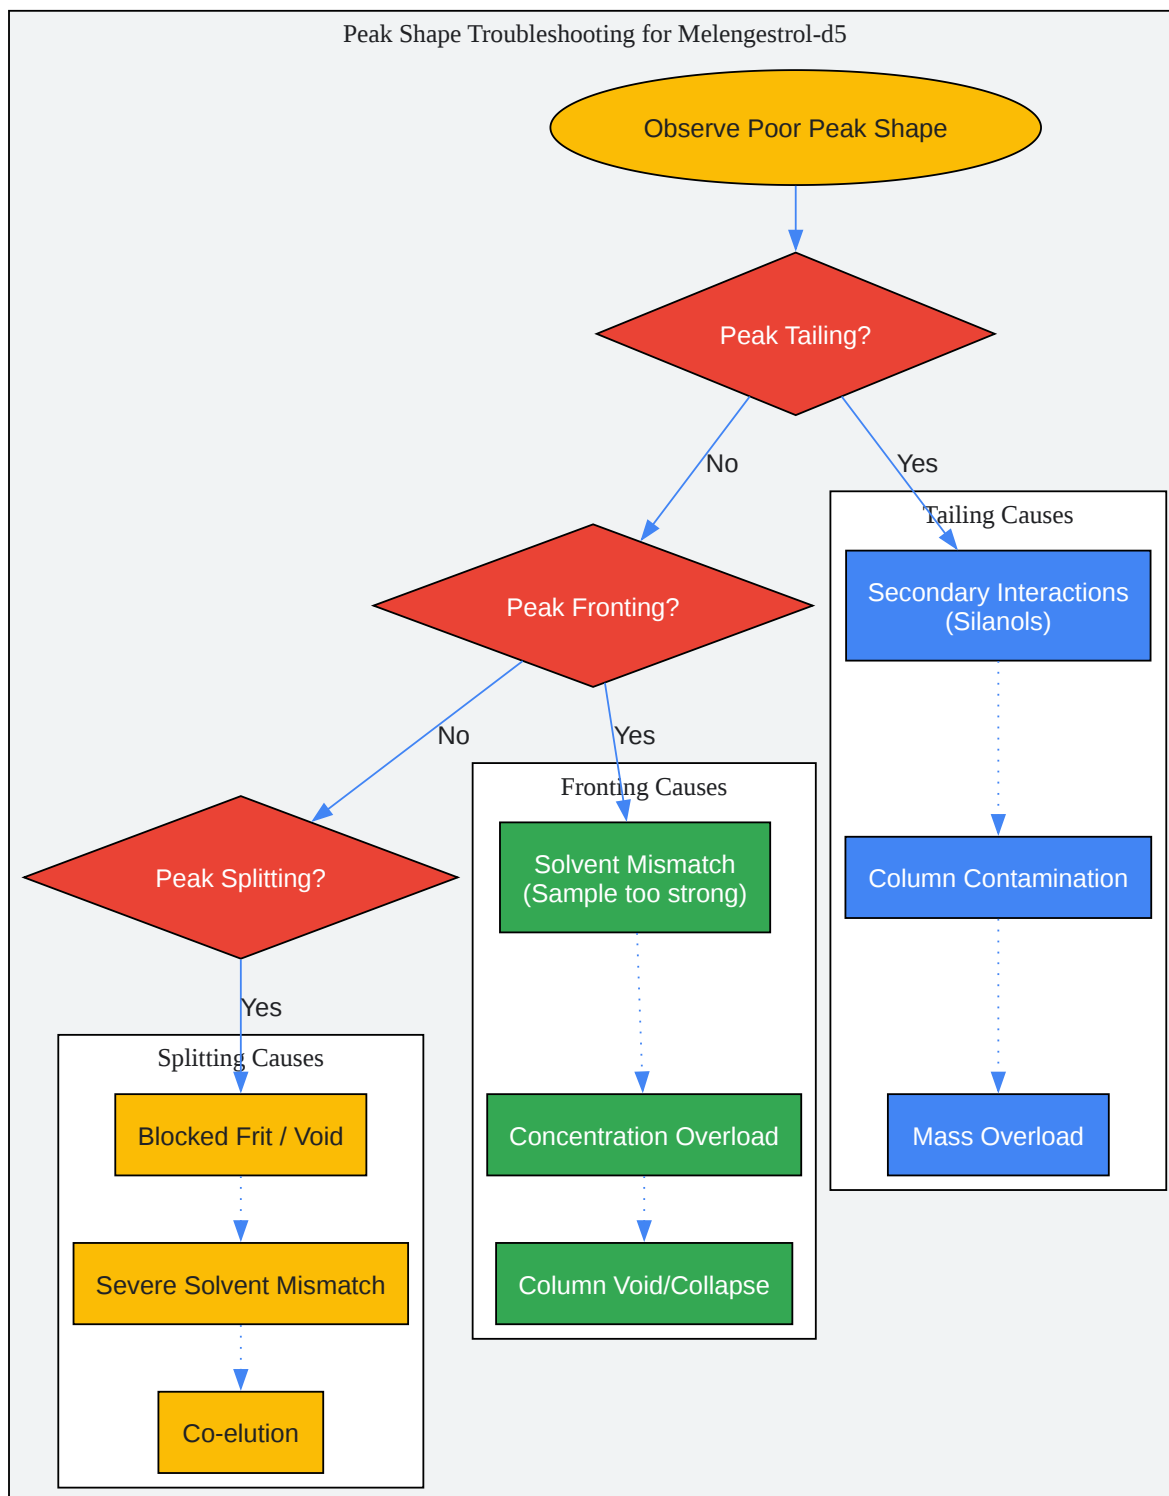 Peak Shape Troubleshooting for Melengestrol-d5
Observe Poor Peak Shape
Peak Tailing?
No
Yes
Tailing Causes
Secondary Interactions
(Silanols)
Column Contamination
Mass Overload
Peak Fronting?
No
Yes
Fronting Causes
Solvent Mismatch
(Sample too strong)
Concentration Overload
Column Void/Collapse
Peak Splitting?
Yes
Splitting Causes
Blocked Frit / Void
Severe Solvent Mismatch
Co-elution